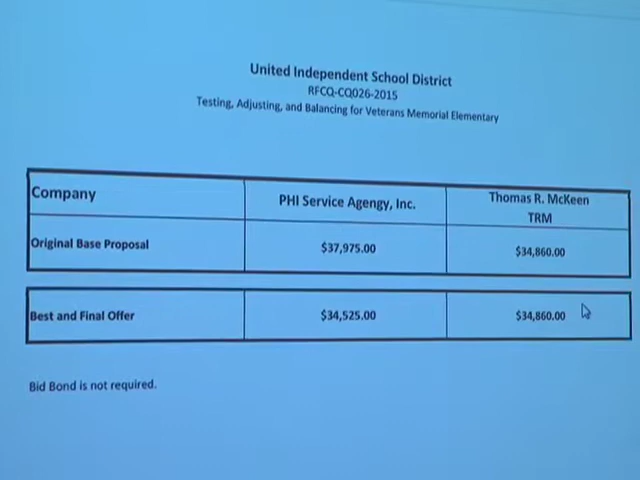 United Independent School District
RFCQ-CQ026-2015
Testing, Adjusting, and Balancing for Veterans Memorial Elementary
Company PHI Service Agengy, Inc. Thomas R. McKeen
TRM
Original Base Proposal $37,975.00 $34,860.00
Best and Final Offer $34,525.00 $34,860.00
Bid Bond is not required.